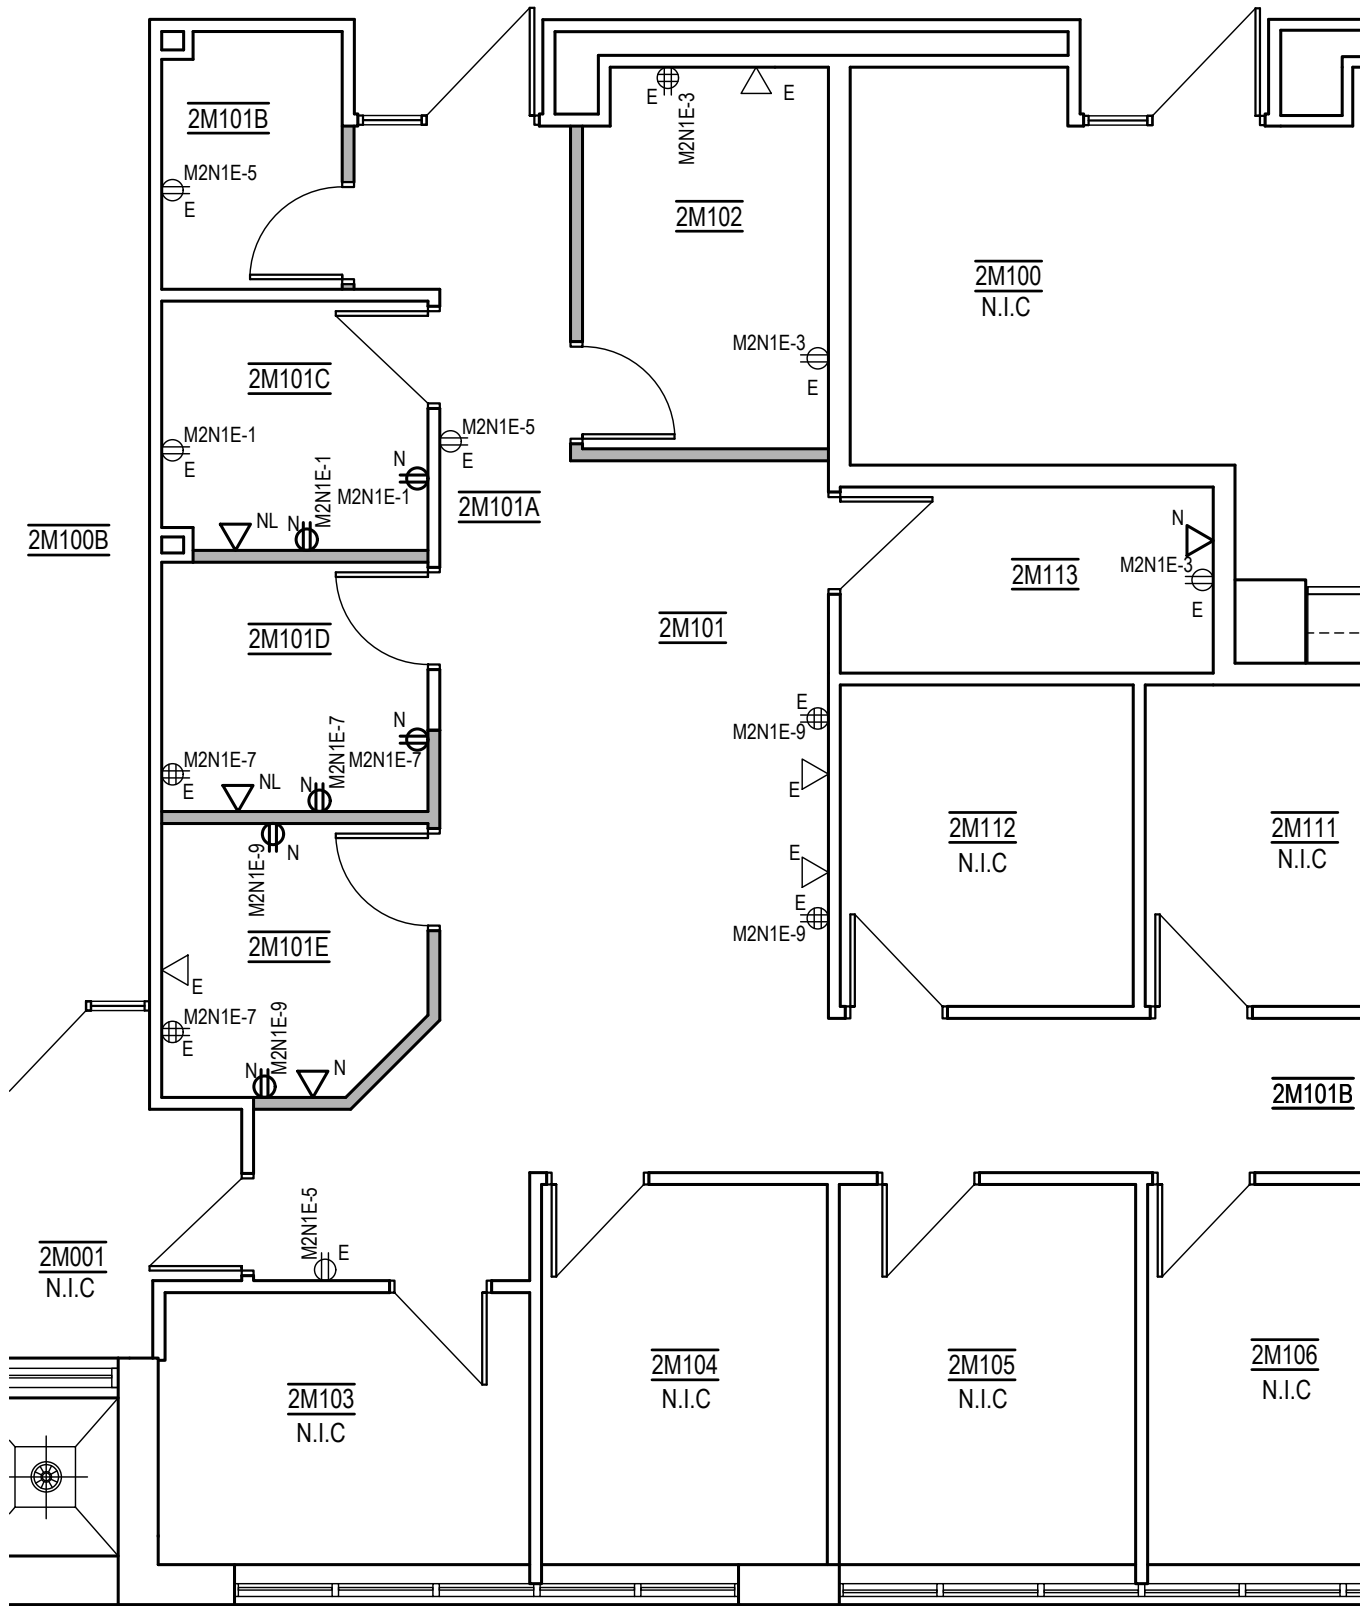 2M101B
M2N1E-5
E
E
M2N1E-3
E
2M102
2M100
N.I.C
M2N1E-3
E
2M101C
M2N1E-1
E
M2N1E-1
N
M2N1E-1
NL
N
M2N1E-5
E
2M101A
2M100B
N
M2N1E-3
E
2M113
2M101D
2M101
N
M2N1E-7
M2N1E-7
M2N1E-7
E
NL
N
E
M2N1E-9
E
2M112
N.I.C
2M111
N.I.C
M2N1E-9
N
E
E
M2N1E-9
2M101E
E
M2N1E-7
E
M2N1E-9
N
N
2M101B
M2N1E-5
E
2M001
N.I.C
2M103
N.I.C
2M104
N.I.C
2M105
N.I.C
2M106
N.I.C